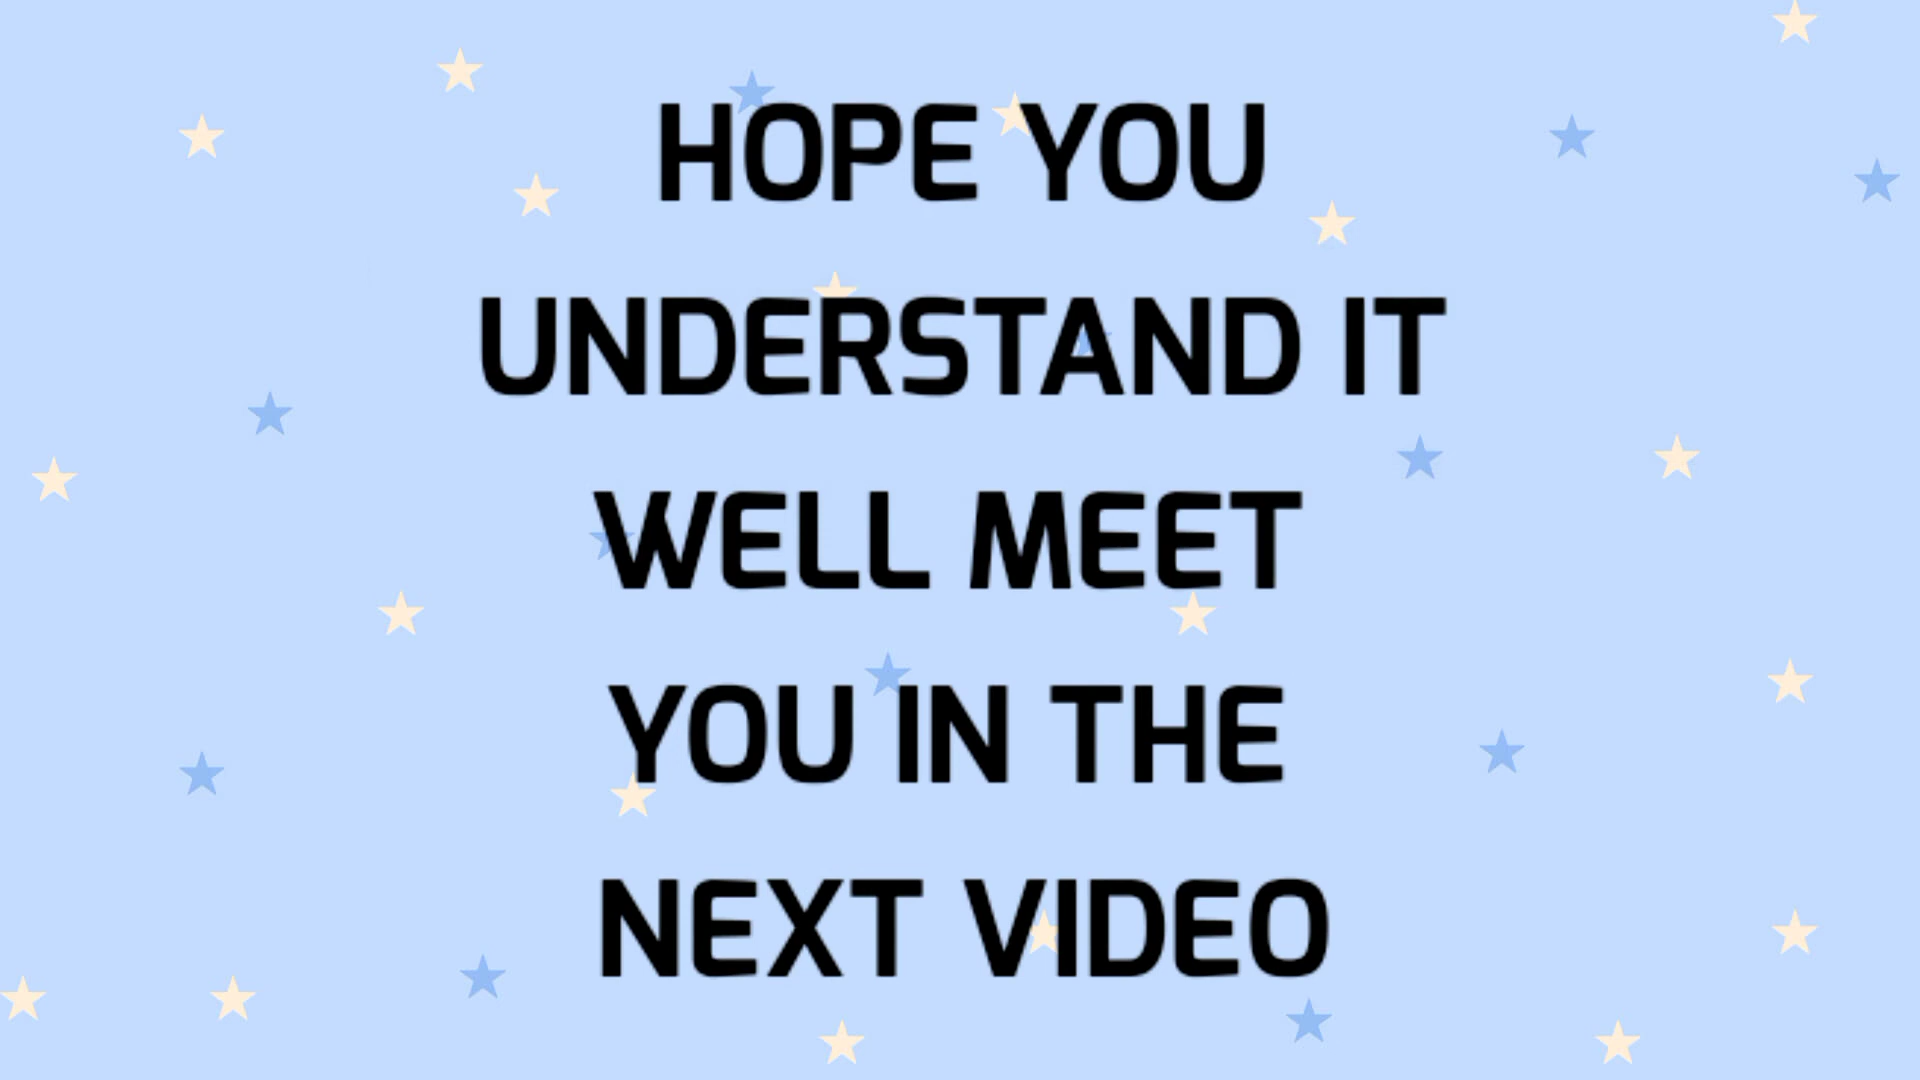 HOPE YOU
UNDERSTAND IT
WELL MEET
YOU IN THE
NEXT VIDEO